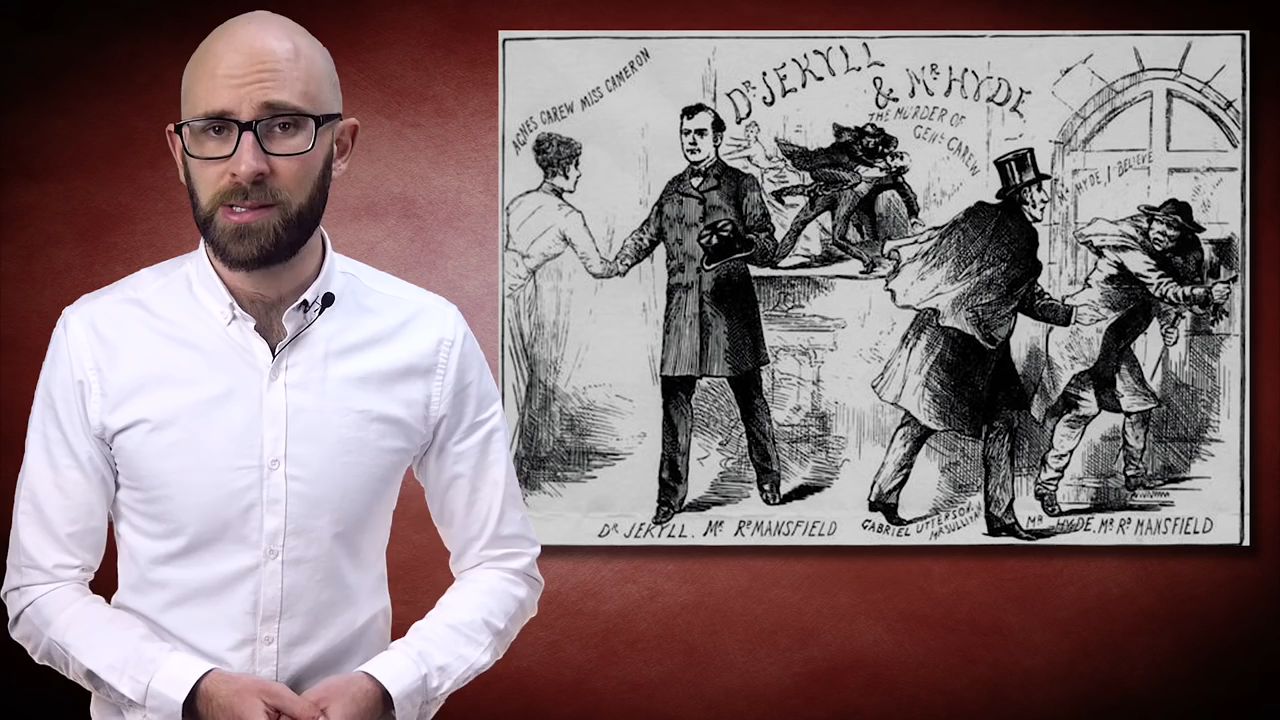 AGNES CAREW MISS CAMERON
DR JEKYLL
& MR HYDE
THE MURDER OF
GENL CAREW
HYDE, I BELIEVE
DR JEKYLL. MR RD MANSFIELD
GABRIEL UTTERSON,
MR SULLIVAN
MR HYDE. MR RD MANSFIELD